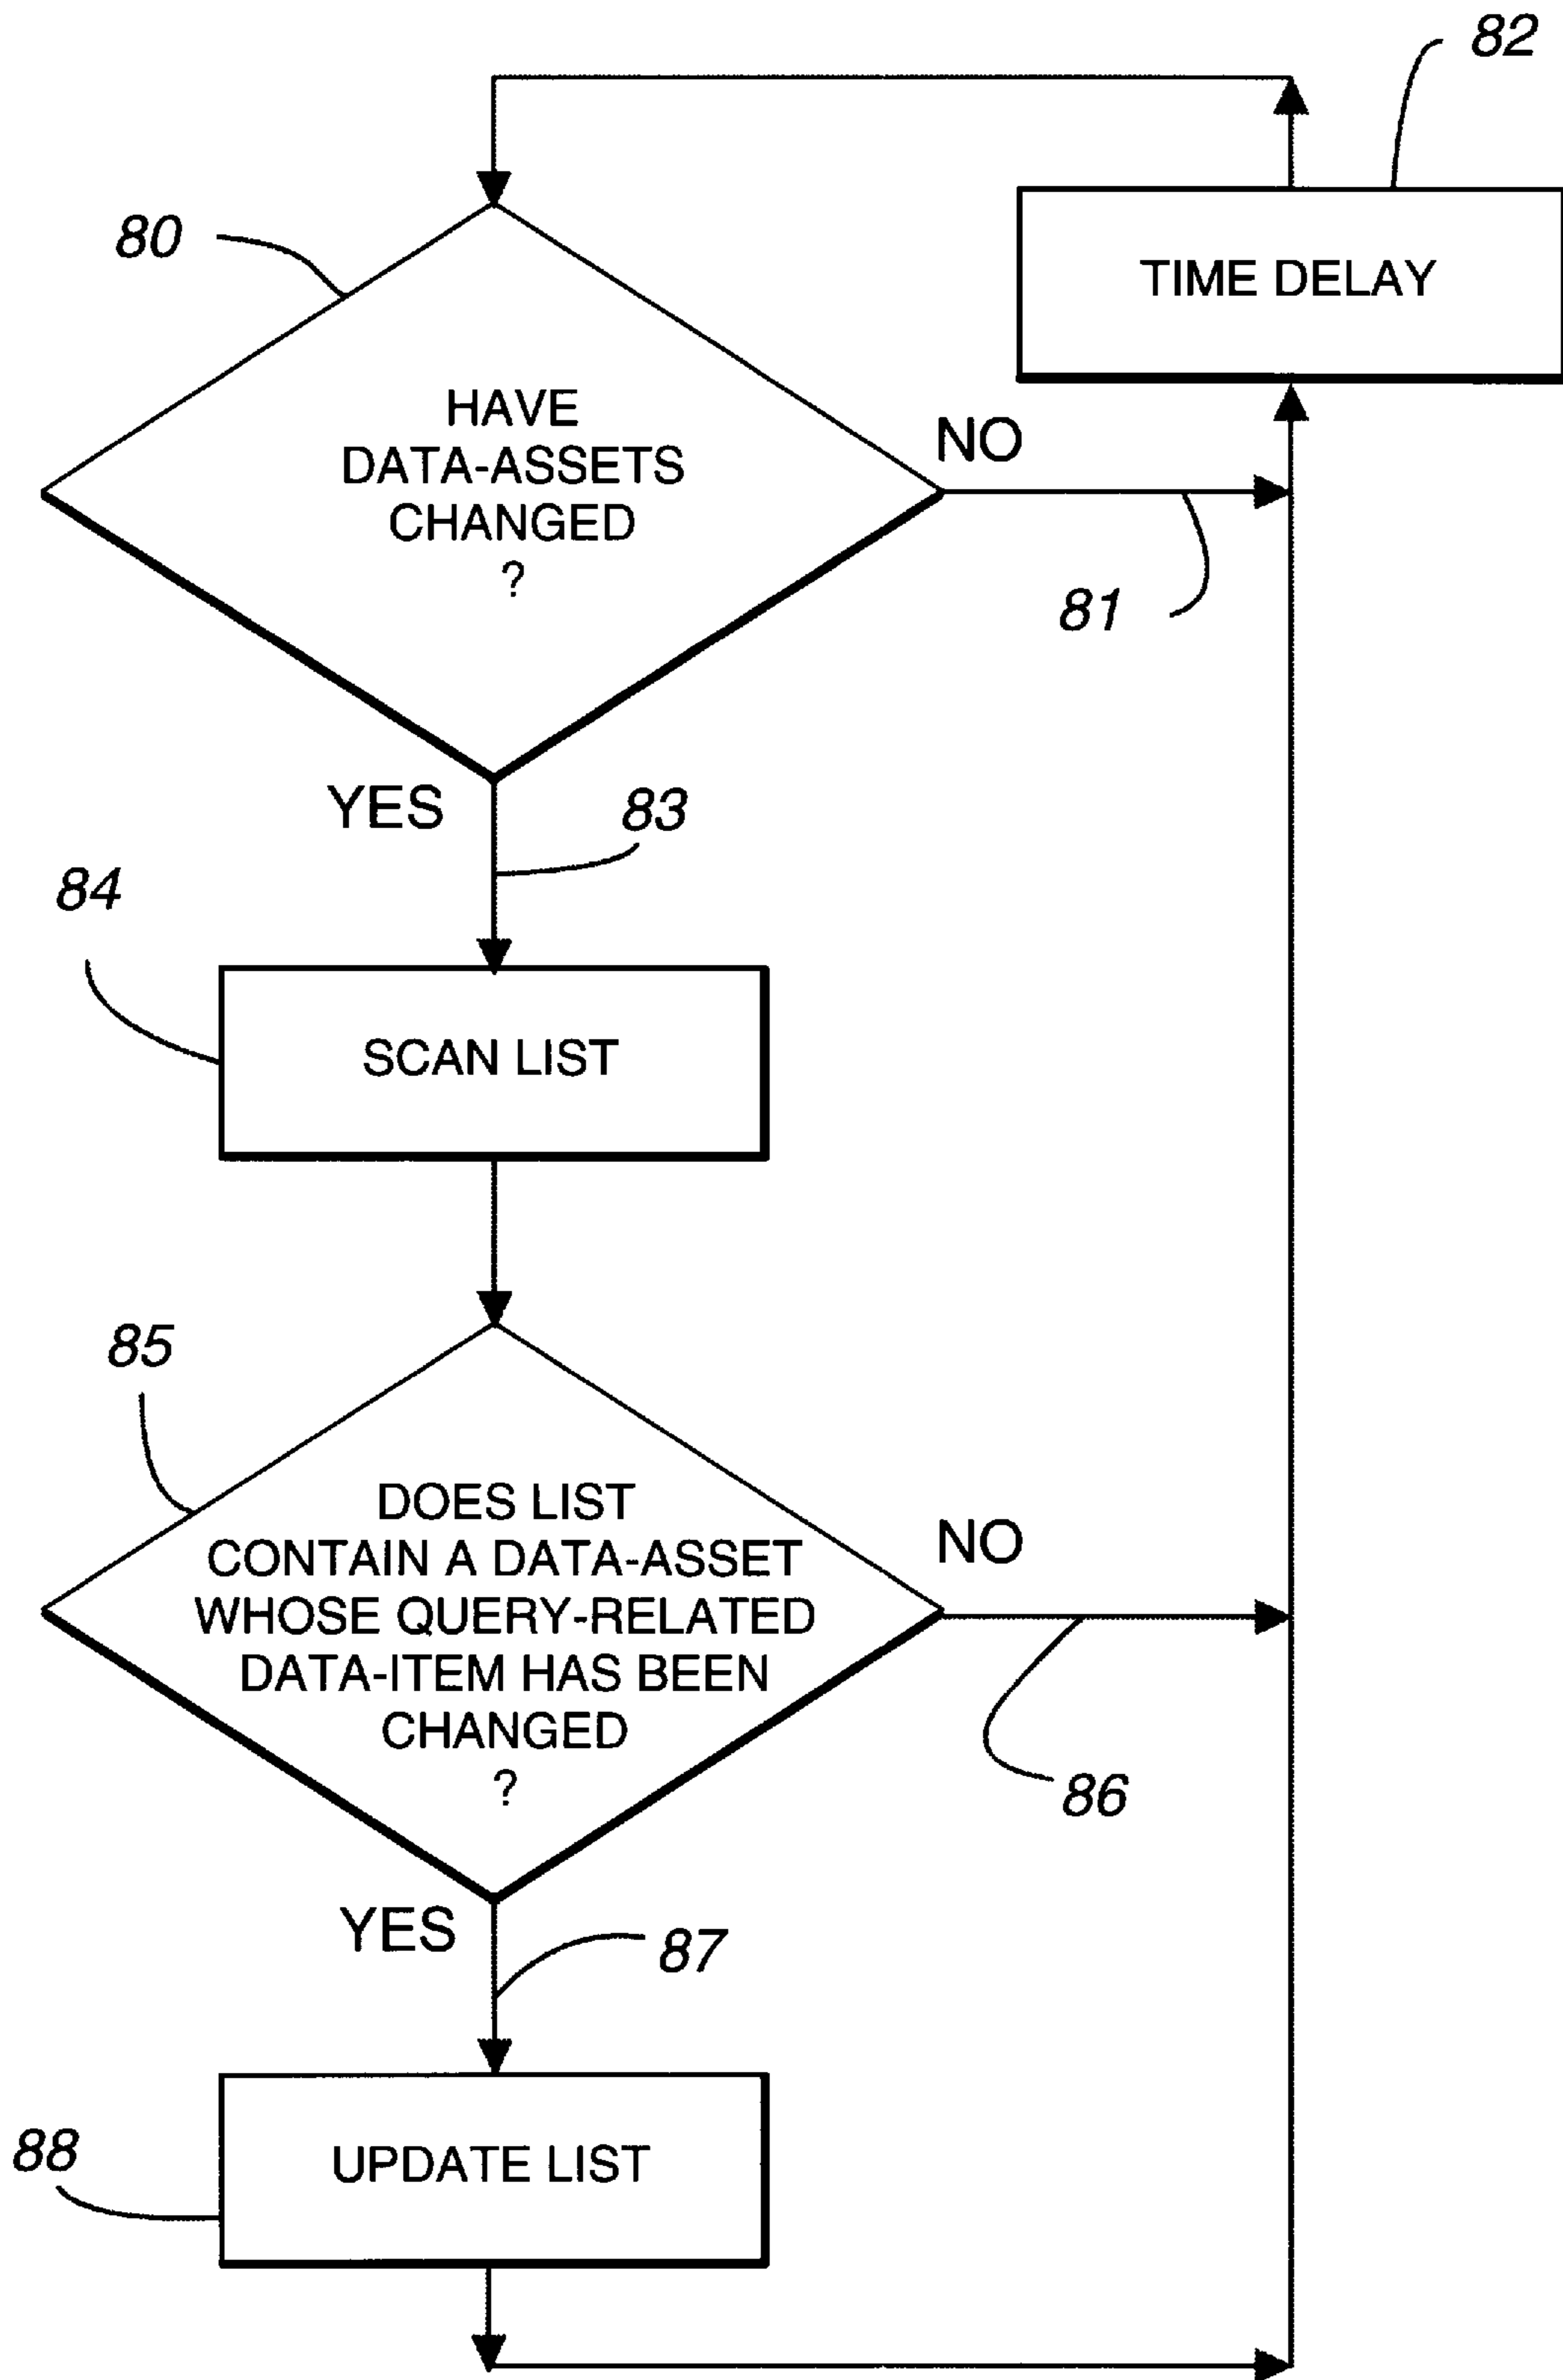 82
80
TIME DELAY
HAVE
DATA-ASSETS
CHANGED
?
NO
81
YES
83
84
SCAN LIST
85
DOES LIST
CONTAIN A DATA-ASSET
WHOSE QUERY-RELATED
DATA-ITEM HAS BEEN
CHANGED
?
NO
86
YES
87
88
UPDATE LIST